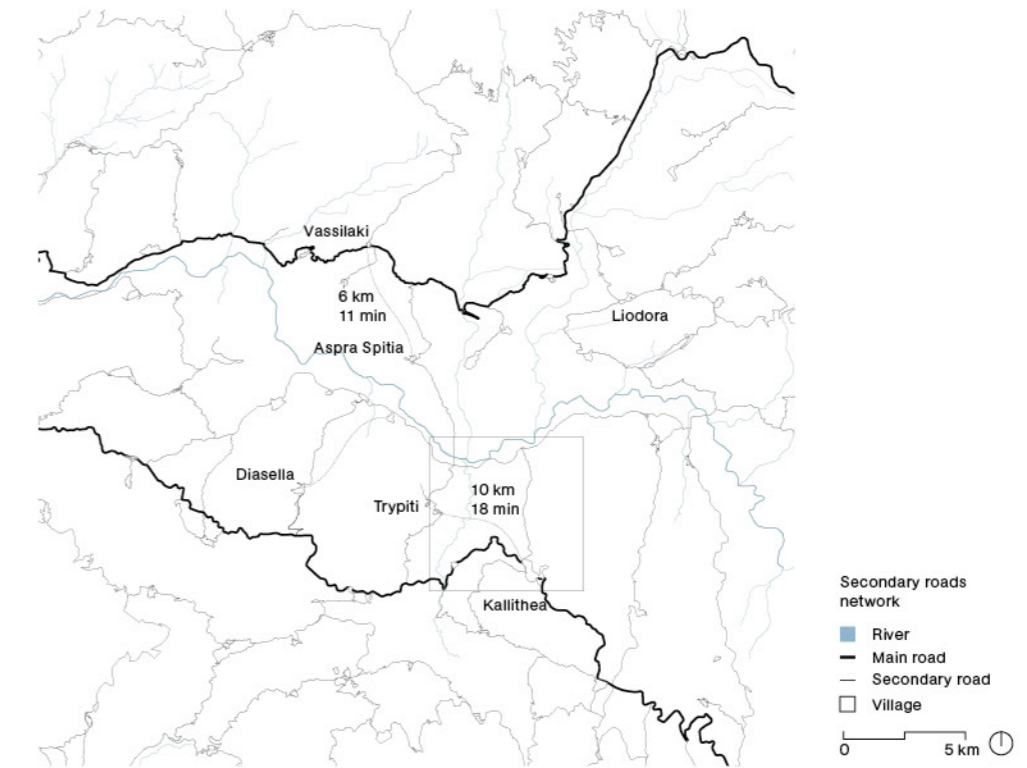 Vassilaki
6 km
11 min
Liodora
Aspra Spitia
Diasella
10 km
18 min
Trypiti
Kallithea
Secondary roads
network
River
Main road
Secondary road
Village
0
5 km